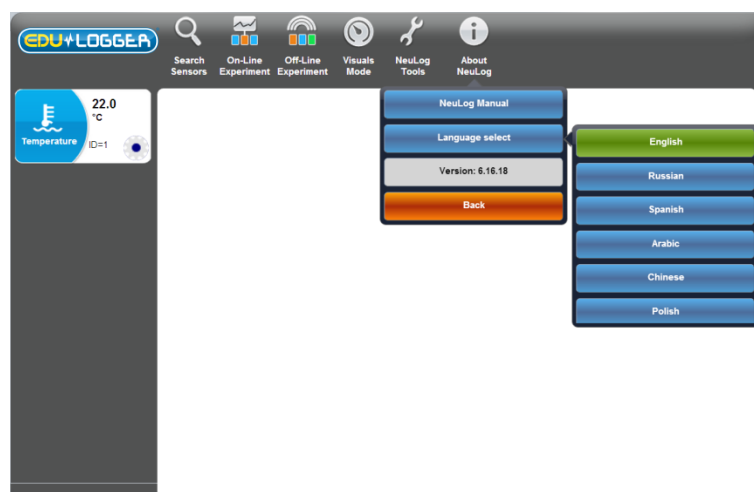 EDU LOGGER
Search Sensors
On-Line Experiment
Off-Line Experiment
Visuals Mode
NeuLog Tools
About NeuLog
22.0
°C
Temperature
ID=1
NeuLog Manual
Language select
Version: 6.16.18
Back
English
Russian
Spanish
Arabic
Chinese
Polish